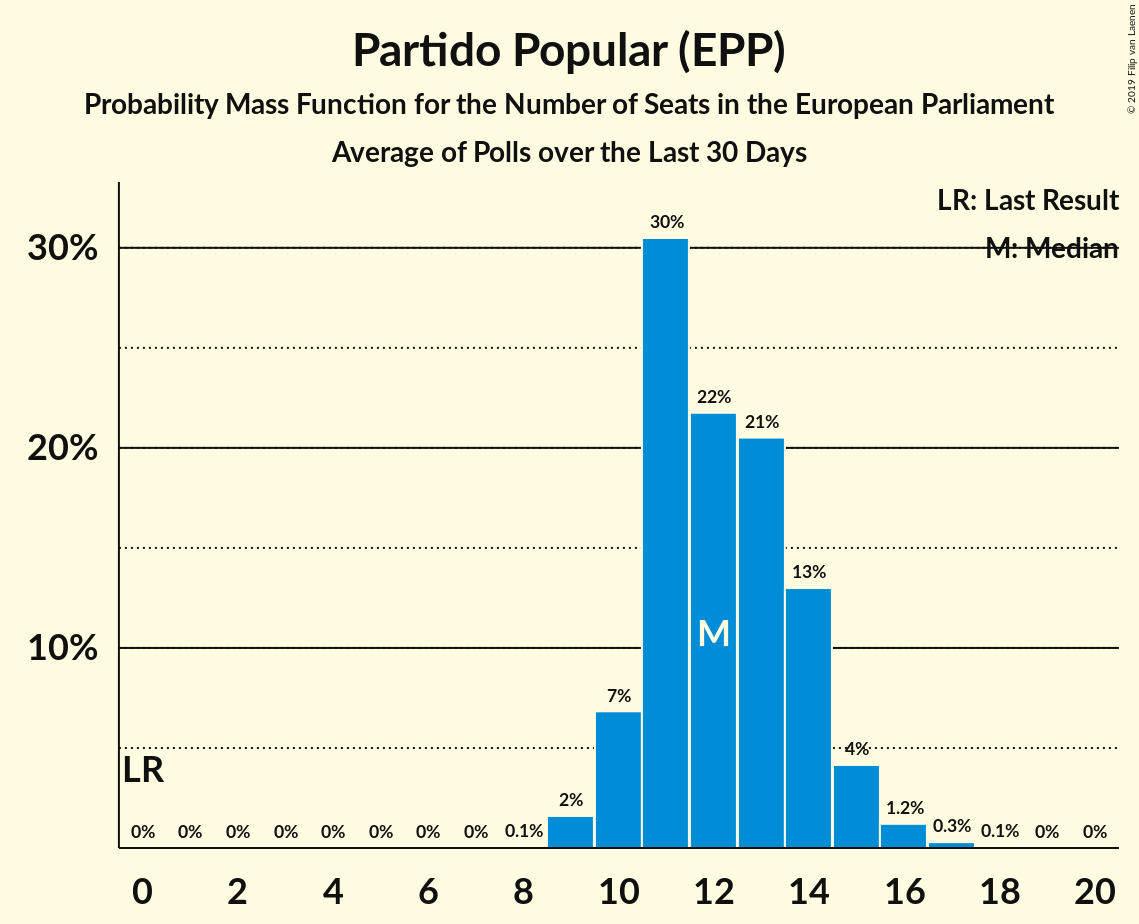 Partido Popular (EPP)
Probability Mass Function for the Number of Seats in the European Parliament
Average of Polls over the Last 30 Days
© 2019 Filip van Laenen
LR: Last Result
M: Median
30%
20%
10%
30%
22%
21%
13%
7%
4%
2%
1.2%
0.3%
0% 0% 0% 0% 0% 0% 0% 0% 0.1%
0.1% 0% 0%
M
LR
0 2 4 6 8 10 12 14 16 18 20